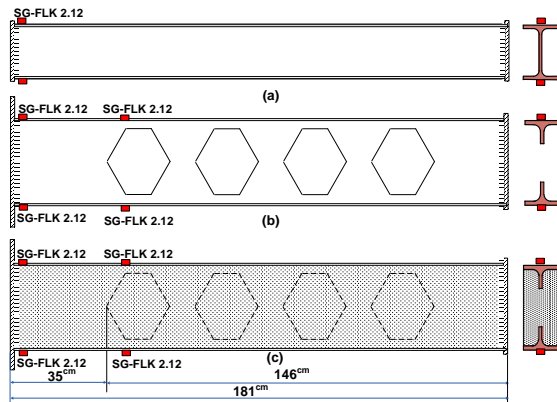 SG-FLK 2.12
(a)
SG-FLK 2.12 SG-FLK 2.12
SG-FLK 2.12 SG-FLK 2.12
(b)
SG-FLK 2.12 SG-FLK 2.12
(c)
SG-FLK 2.12 SG-FLK 2.12
35cm 146cm
181cm